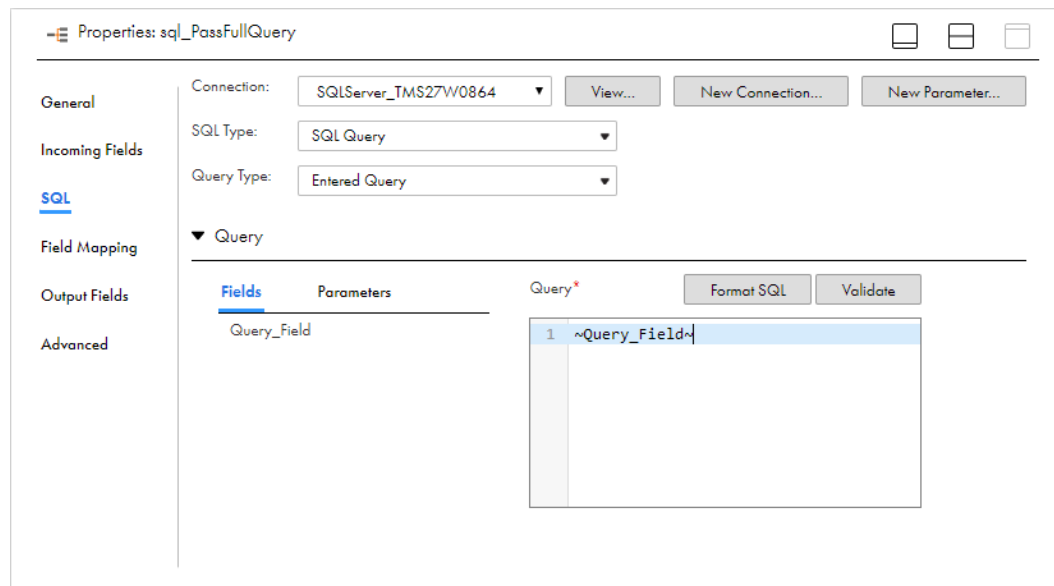 Properties: sql_PassFullQuery
General
Incoming Fields
SQL
Field Mapping
Output Fields
Advanced
Connection: SQLServer_TMS27W0864 View... New Connection... New Parameter...
SQL Type: SQL Query
Query Type: Entered Query
Query
Fields Parameters
Query_Field
Query* Format SQL Validate
1 ~Query_Field~